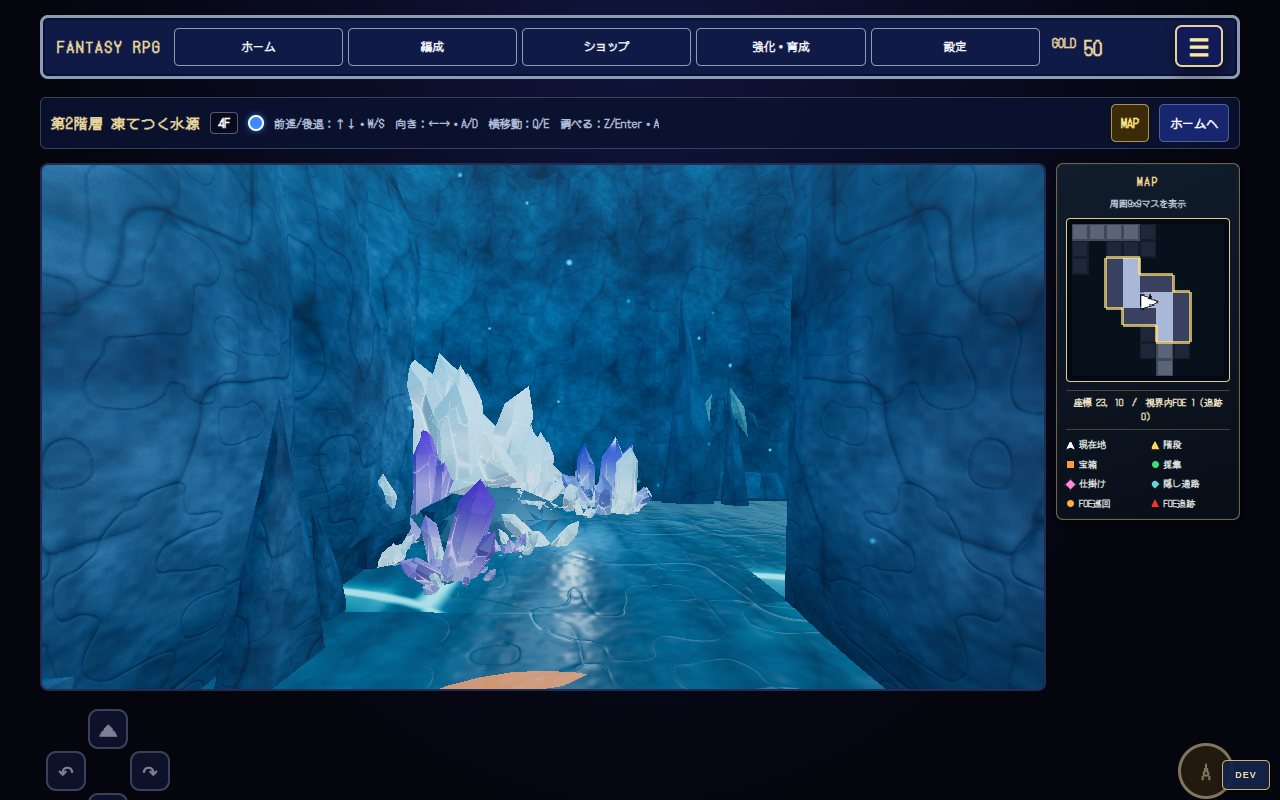 FANTASY RPG
ホーム
編成
ショップ
強化・育成
設定
GOLD 50
第2階層 凍てつく水源
4F
前進/後退：↑↓・W/S 向き：←→・A/D 横移動：Q/E 調べる：Z/Enter・A
MAP
ホームへ
MAP
周囲9x9マスを表示
座標 23, 10 / 視界内FOE 1（追跡
0）
現在地
階段
宝箱
採集
仕掛け
隠し通路
FOE巡回
FOE追跡
A
DEV